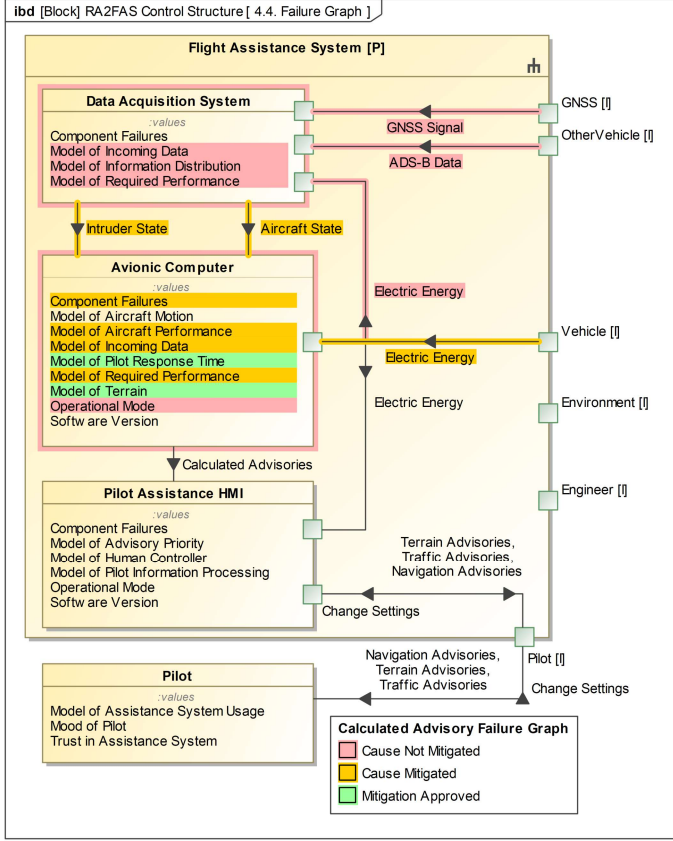 ibd [Block] RA2FAS Control Structure [ 4.4. Failure Graph ]
Flight Assistance System [P]
Data Acquisition System
:values
Component Failures
Model of Incoming Data
Model of Information Distribution
Model of Required Performance
GNSS [I]
GNSS Signal
OtherVehicle [I]
ADS-B Data
Intruder State
Aircraft State
Avionic Computer
:values
Component Failures
Model of Aircraft Motion
Model of Aircraft Performance
Model of Incoming Data
Model of Pilot Response Time
Model of Required Performance
Model of Terrain
Operational Mode
Software Version
Electric Energy
Vehicle [I]
Electric Energy
Electric Energy
Environment [I]
Calculated Advisories
Engineer [I]
Pilot Assistance HMI
:values
Component Failures
Model of Advisory Priority
Model of Human Controller
Model of Pilot Information Processing
Operational Mode
Software Version
Terrain Advisories,
Traffic Advisories,
Navigation Advisories
Change Settings
Pilot [I]
Navigation Advisories,
Terrain Advisories,
Traffic Advisories
Change Settings
Pilot
:values
Model of Assistance System Usage
Mood of Pilot
Trust in Assistance System
Calculated Advisory Failure Graph
Cause Not Mitigated
Cause Mitigated
Mitigation Approved